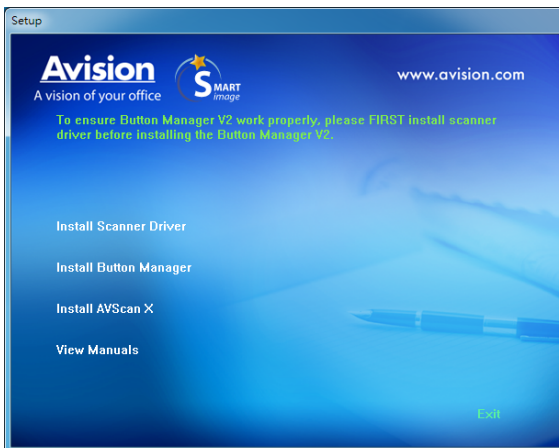 Setup
Avision
A vision of your office
SMART
image
www.avision.com
To ensure Button Manager V2 work properly, please FIRST install scanner
driver before installing the Button Manager V2.
Install Scanner Driver
Install Button Manager
Install AVScan X
View Manuals
Exit